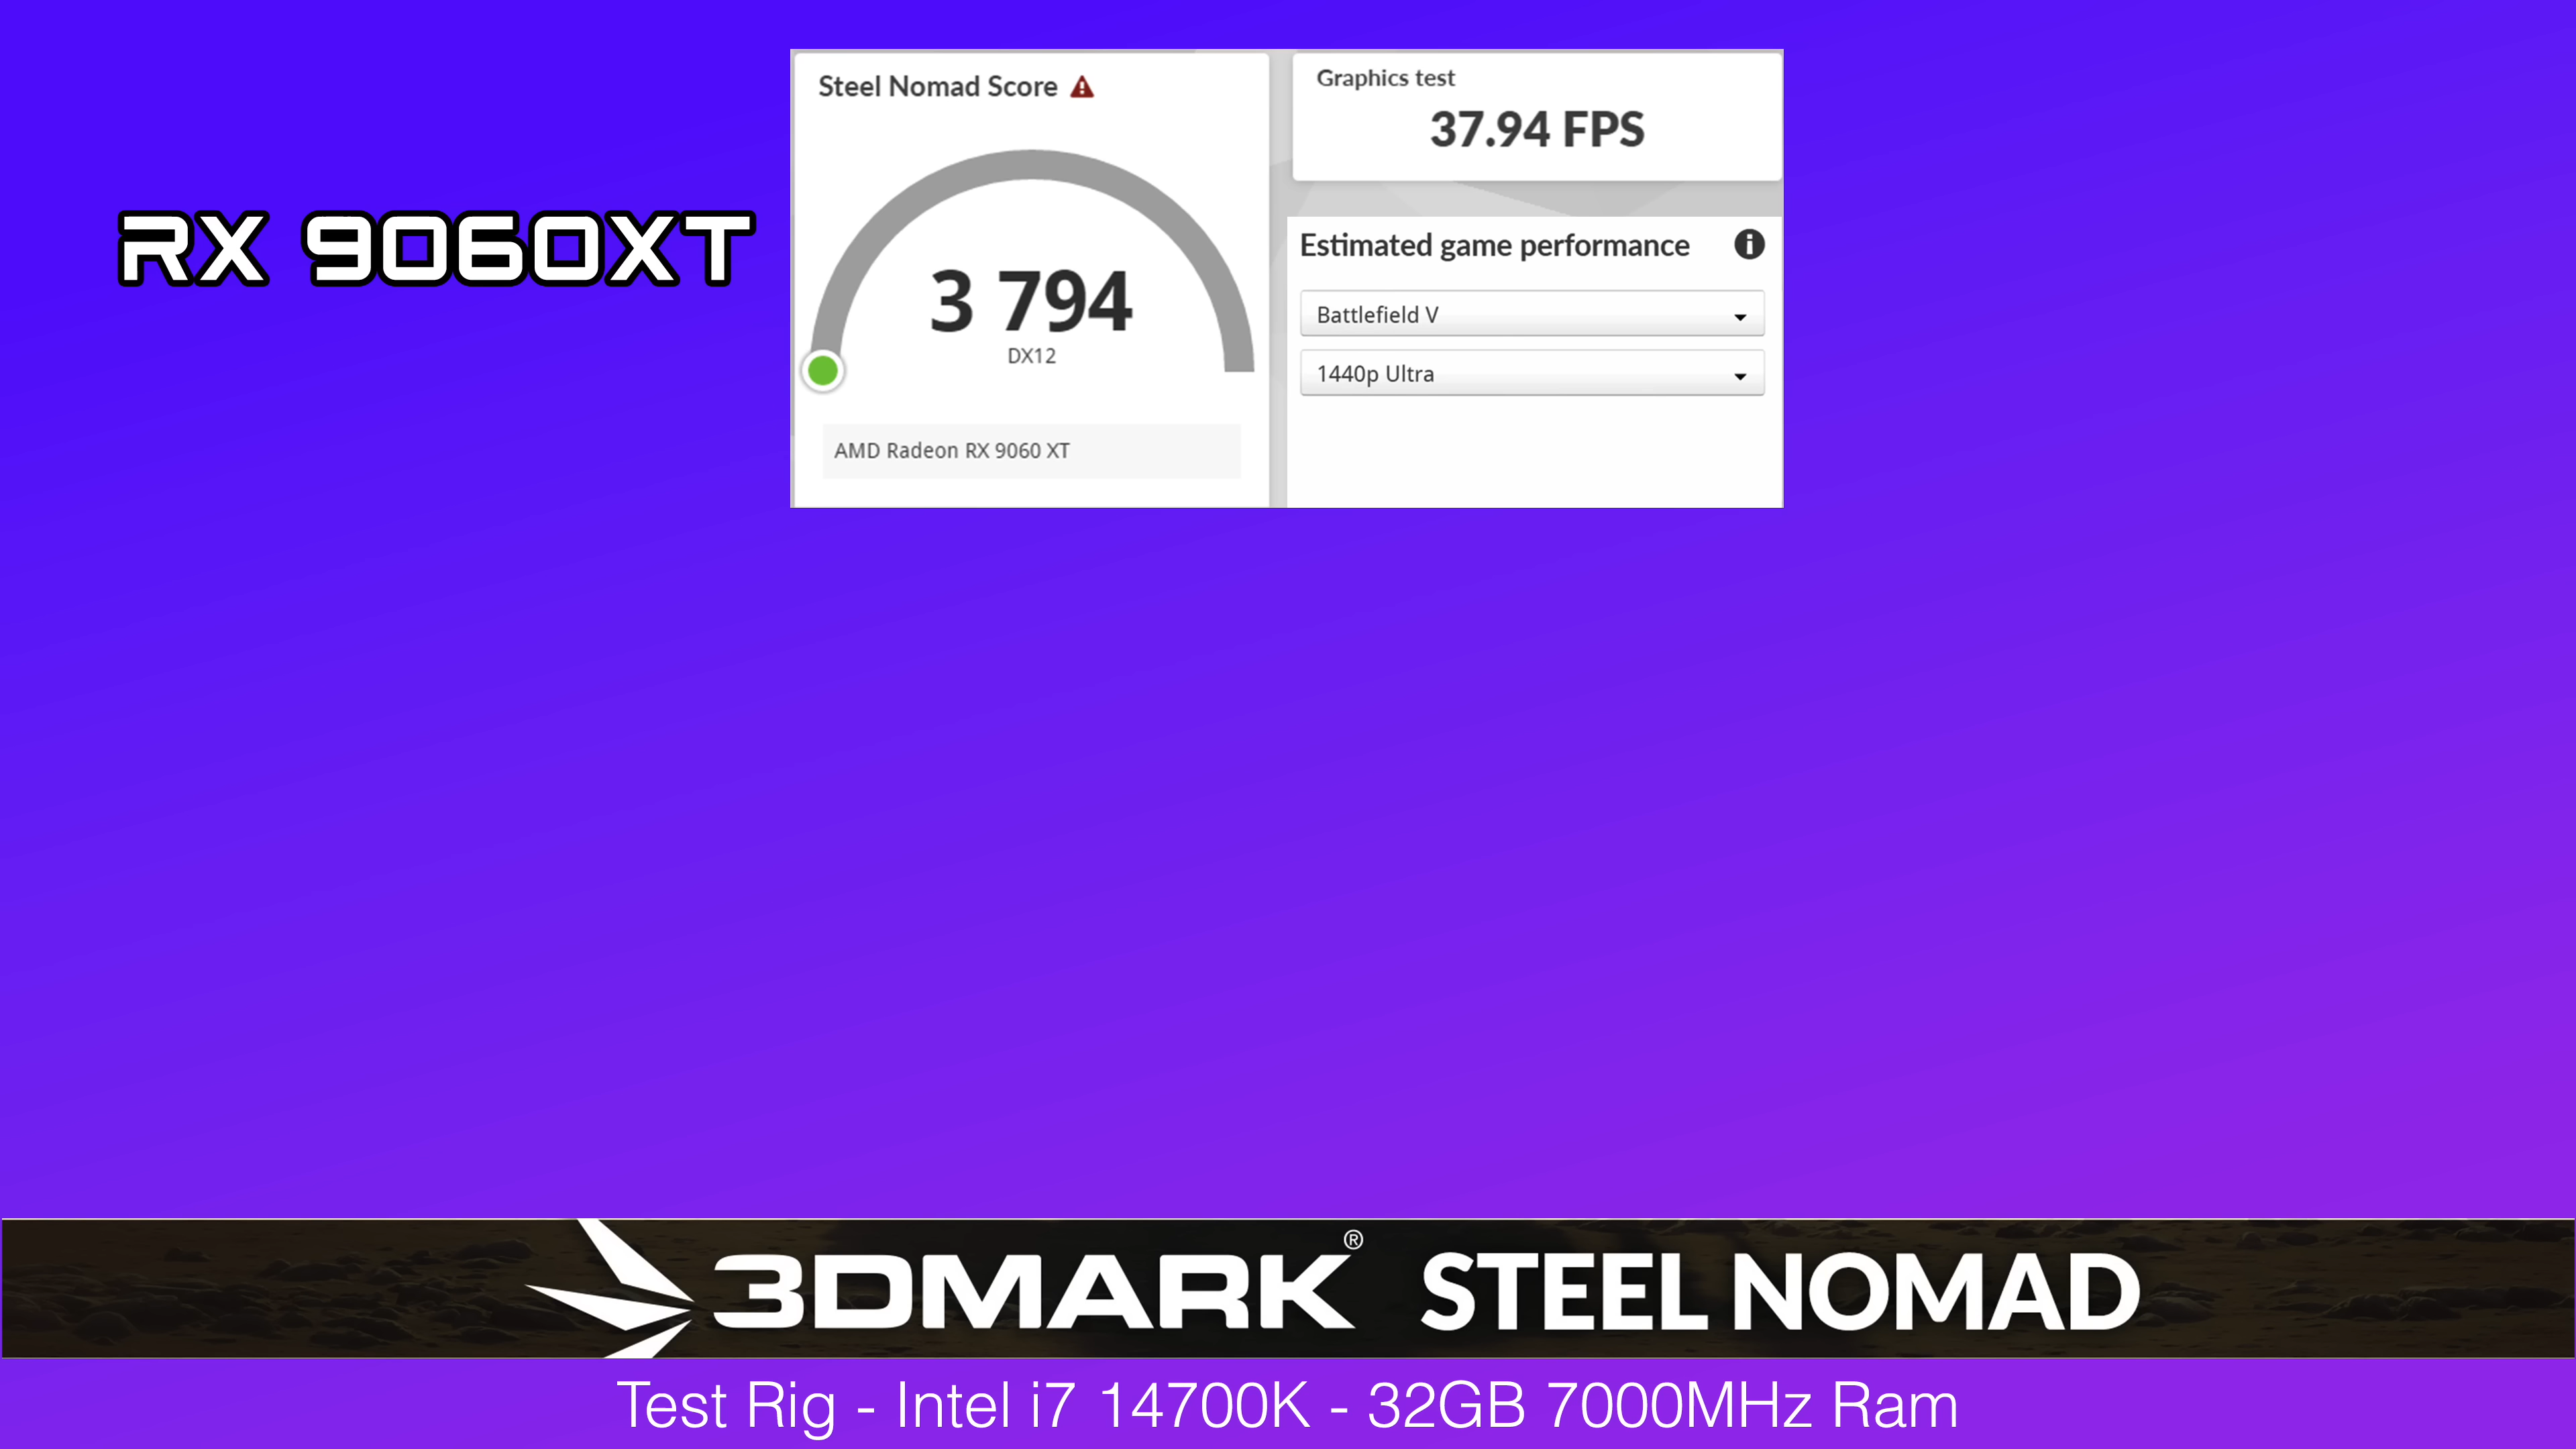 RX 9060XT
Steel Nomad Score
3 794
DX12
AMD Radeon RX 9060 XT
Graphics test
37.94 FPS
Estimated game performance
Battlefield V
1440p Ultra
3DMARK® STEEL NOMAD
Test Rig - Intel i7 14700K - 32GB 7000MHz Ram